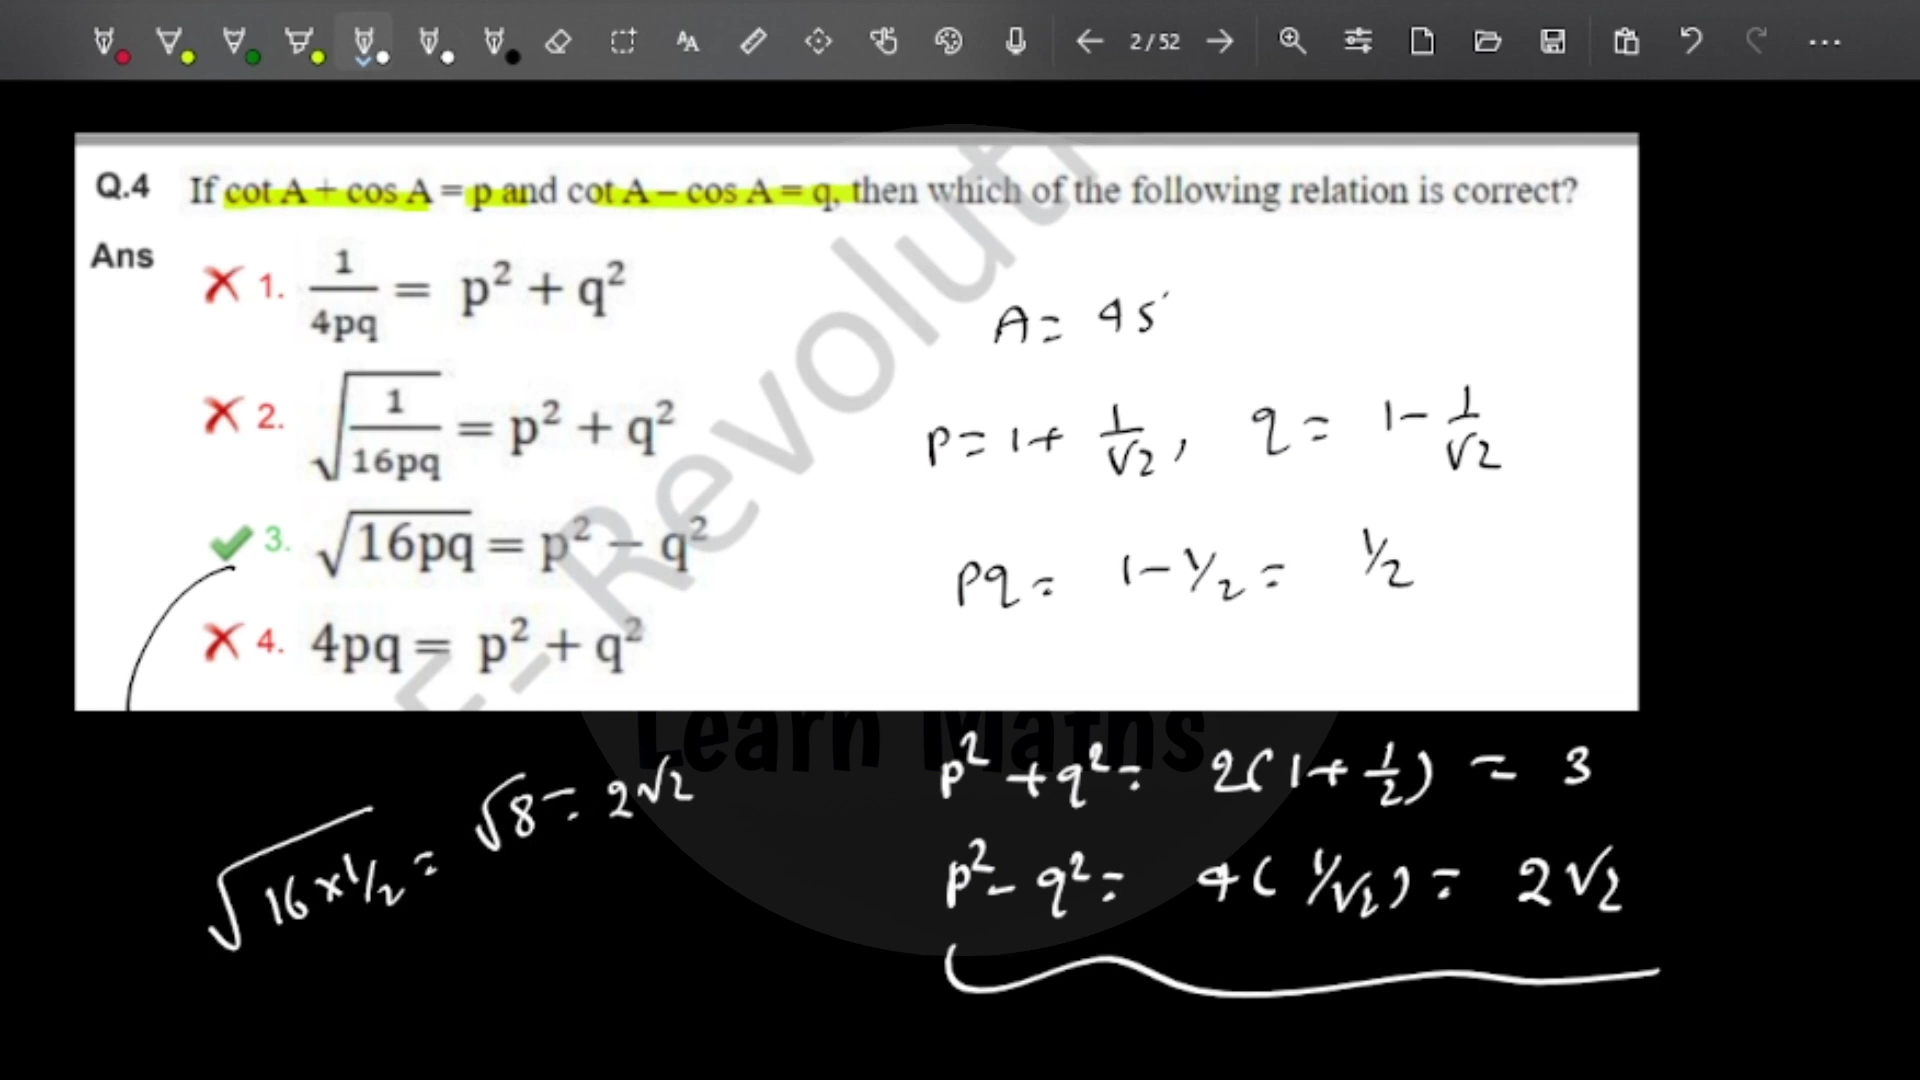 2 / 52
Q.4 If cot A + cos A = p and cot A – cos A = q, then which of the following relation is correct?
Ans
1. 1/4pq = p² + q²
2. √(1/16pq) = p² + q²
3. √16pq = p² – q²
4. 4pq = p² + q²
A = 45°
P = 1 + 1/√2, q = 1 – 1/√2
Pq = 1 – 1/2 = 1/2
E-Revoluti
Learn Maths
p² + q² = 2(1 + 1/2) = 3
p² – q² = 4(1/√2) = 2√2
√(16×1/2) = √8 = 2√2